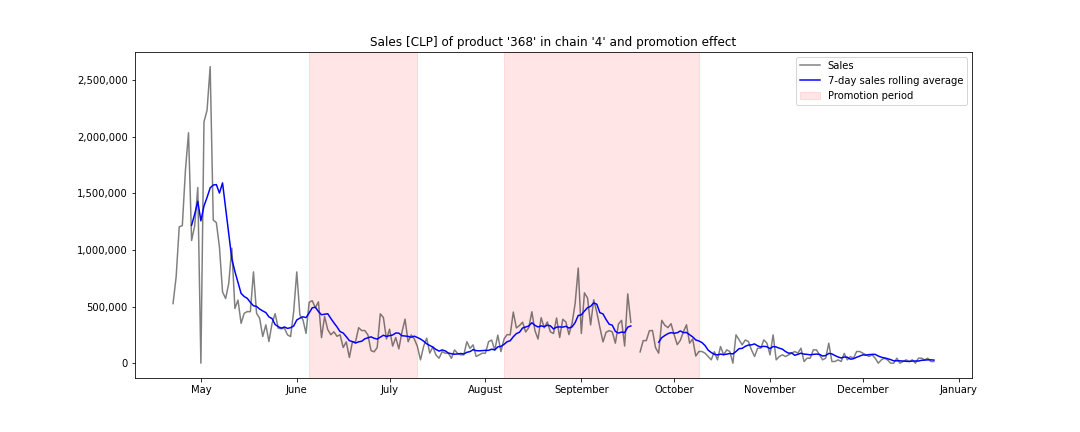 Sales [CLP] of product '368' in chain '4' and promotion effect
Sales
7-day sales rolling average
Promotion period
2,500,000
2,000,000
1,500,000
1,000,000
500,000
0
May June July August September October November December January